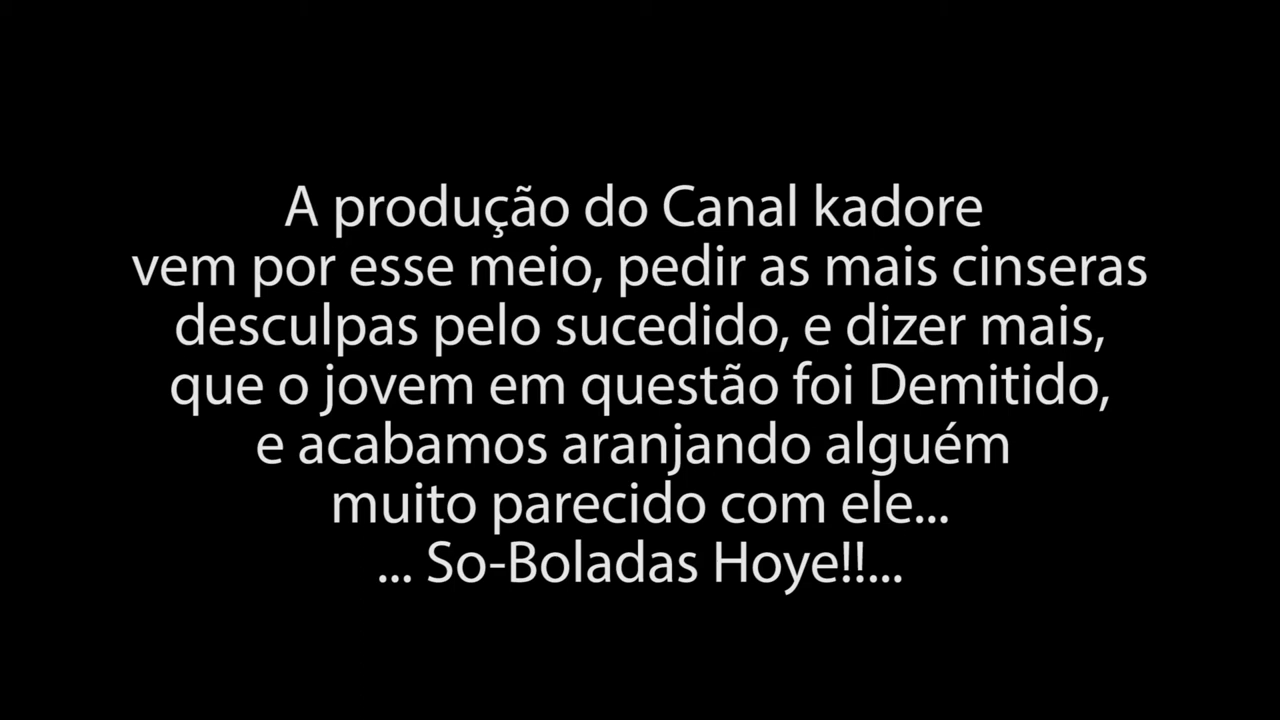 A produção do Canal kadore
vem por esse meio, pedir as mais cinseras
desculpas pelo sucedido, e dizer mais,
que o jovem em questão foi Demitido,
e acabamos aranjando alguém
muito parecido com ele...
... So-Boladas Hoye!!...